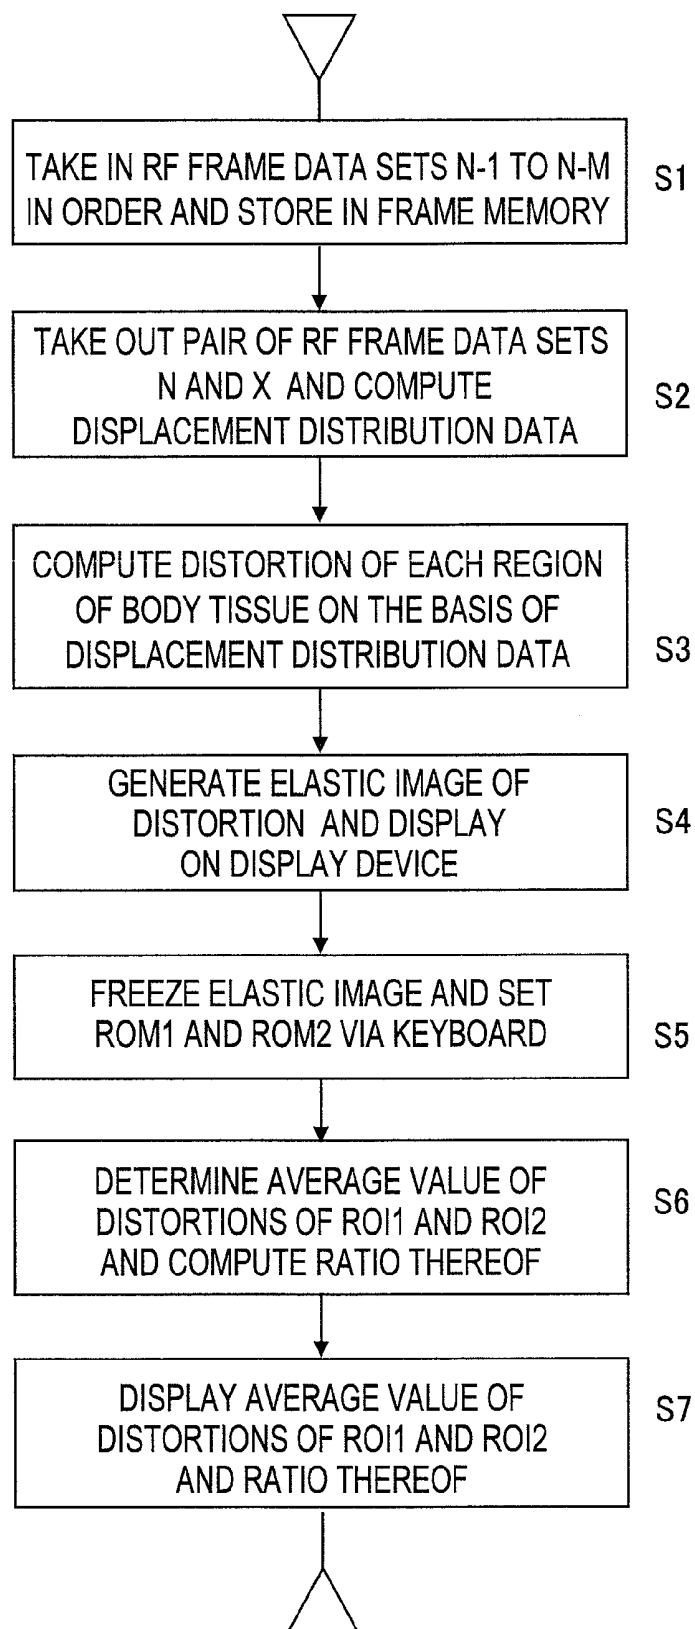 TAKE IN RF FRAME DATA SETS N-1 TO N-M
IN ORDER AND STORE IN FRAME MEMORY
S1
TAKE OUT PAIR OF RF FRAME DATA SETS
N AND X AND COMPUTE
DISPLACEMENT DISTRIBUTION DATA
S2
COMPUTE DISTORTION OF EACH REGION
OF BODY TISSUE ON THE BASIS OF
DISPLACEMENT DISTRIBUTION DATA
S3
GENERATE ELASTIC IMAGE OF
DISTORTION AND DISPLAY
ON DISPLAY DEVICE
S4
FREEZE ELASTIC IMAGE AND SET
ROM1 AND ROM2 VIA KEYBOARD
S5
DETERMINE AVERAGE VALUE OF
DISTORTIONS OF ROI1 AND ROI2
AND COMPUTE RATIO THEREOF
S6
DISPLAY AVERAGE VALUE OF
DISTORTIONS OF ROI1 AND ROI2
AND RATIO THEREOF
S7